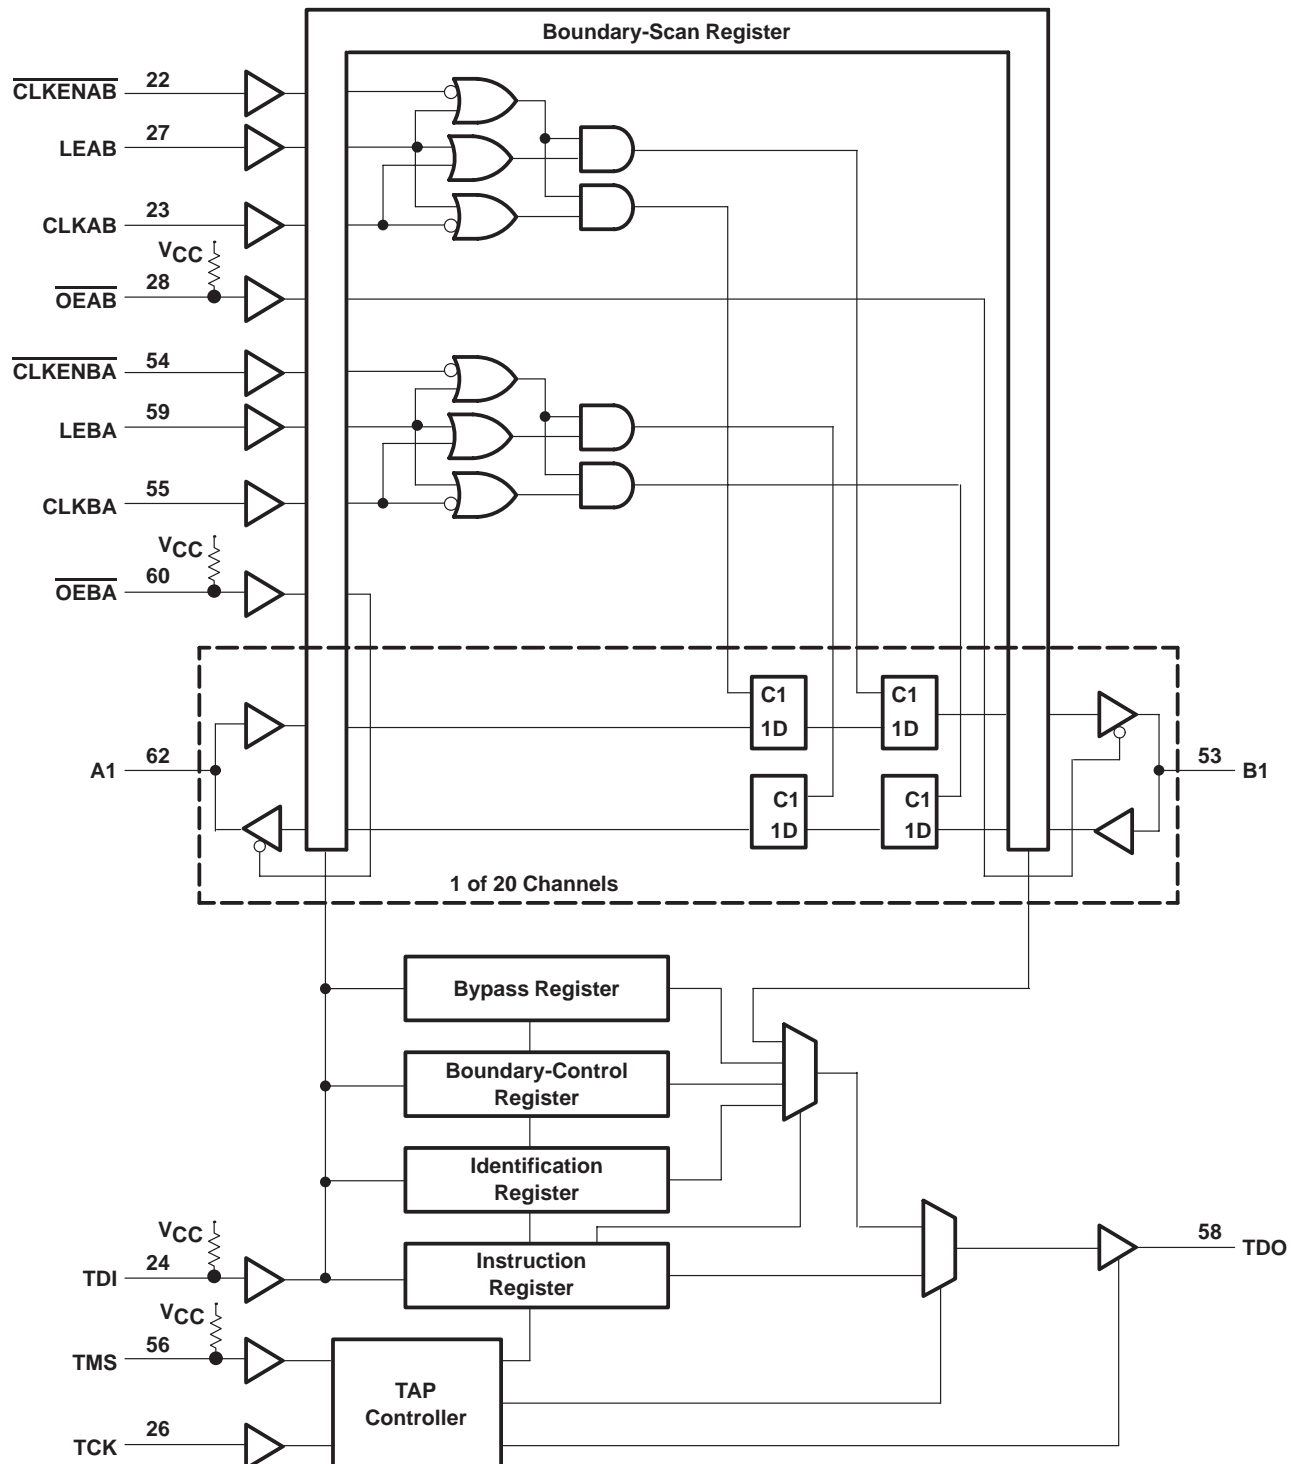 Boundary-Scan Register
CLKENAB 22
LEAB 27
CLKAB 23
VCC
OEAB 28
CLKENBA 54
LEBA 59
CLKBA 55
VCC
OEBA 60
C1
1D
C1
1D
A1 62
53 B1
C1
1D
C1
1D
1 of 20 Channels
Bypass Register
Boundary-Control
Register
Identification
Register
VCC
TDI 24
Instruction
Register
58 TDO
VCC
TMS 56
TAP
Controller
TCK 26